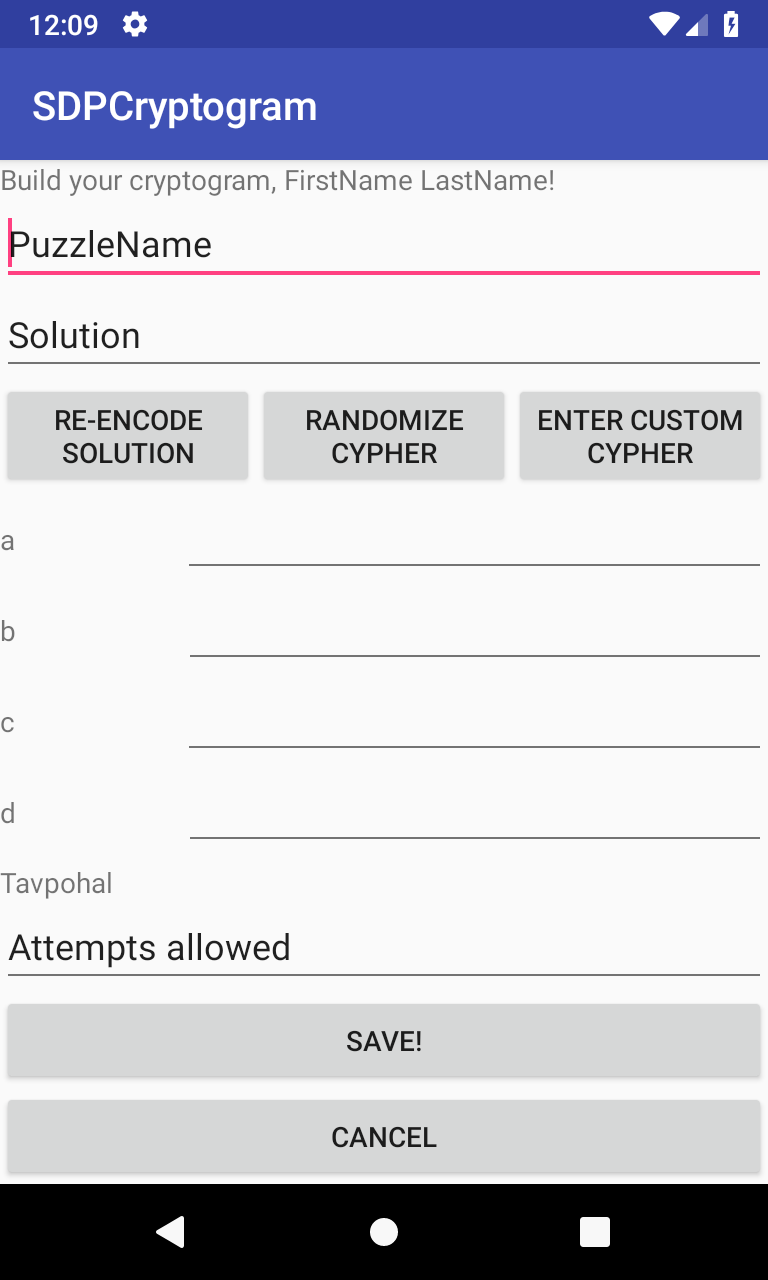 12:09
SDPCryptogram
Build your cryptogram, FirstName LastName!
PuzzleName
Solution
RE-ENCODE SOLUTION
RANDOMIZE CYPHER
ENTER CUSTOM CYPHER
a
b
c
d
Tavpohal
Attempts allowed
SAVE!
CANCEL